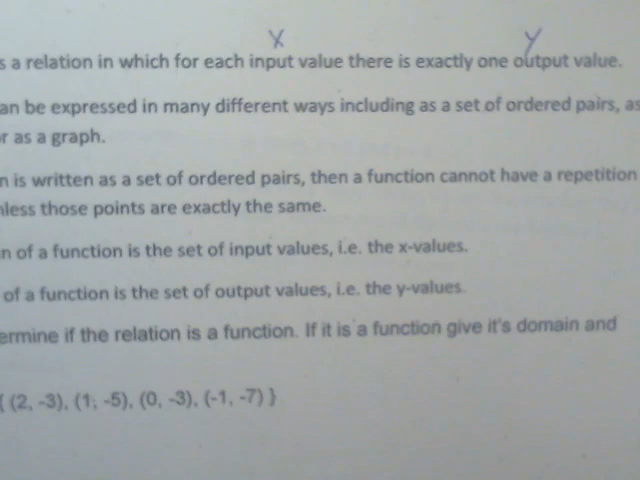 X Y
s a relation in which for each input value there is exactly one output value.
an be expressed in many different ways including as a set of ordered pairs, as
r as a graph.
n is written as a set of ordered pairs, then a function cannot have a repetition
nless those points are exactly the same.
n of a function is the set of input values, i.e. the x-values.
of a function is the set of output values, i.e. the y-values.
ermine if the relation is a function. If it is a function give it's domain and
{ (2, -3), (1, -5), (0, -3), (-1, -7) }